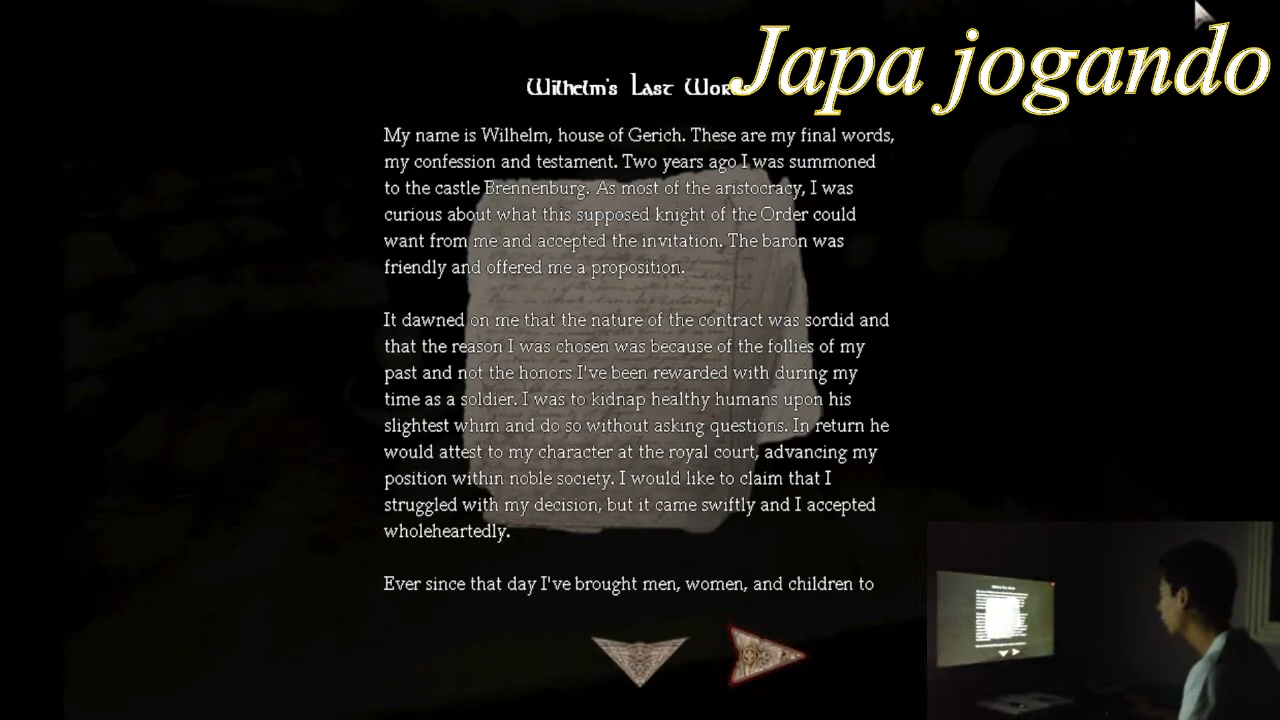 Japa jogando
Wilhelm's Last Words
My name is Wilhelm, house of Gerich. These are my final words,
my confession and testament. Two years ago I was summoned
to the castle Brennenburg. As most of the aristocracy, I was
curious about what this supposed knight of the Order could
want from me and accepted the invitation. The baron was
friendly and offered me a proposition.
It dawned on me that the nature of the contract was sordid and
that the reason I was chosen was because of the follies of my
past and not the honors I've been rewarded with during my
time as a soldier. I was to kidnap healthy humans upon his
slightest whim and do so without asking questions. In return he
would attest to my character at the royal court, advancing my
position within noble society. I would like to claim that I
struggled with my decision, but it came swiftly and I accepted
wholeheartedly.
Ever since that day I've brought men, women, and children to